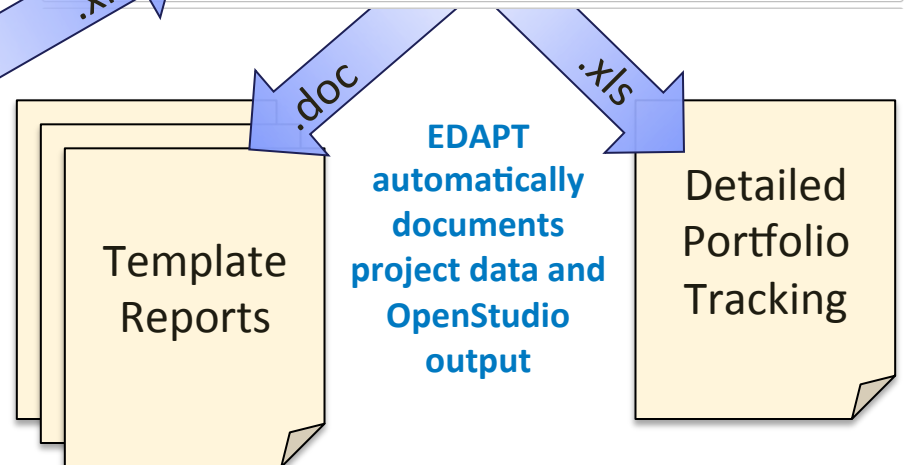 .doc
.xls
EDAPT
automatically
documents
project data and
OpenStudio
output
Template
Reports
Detailed
Portfolio
Tracking